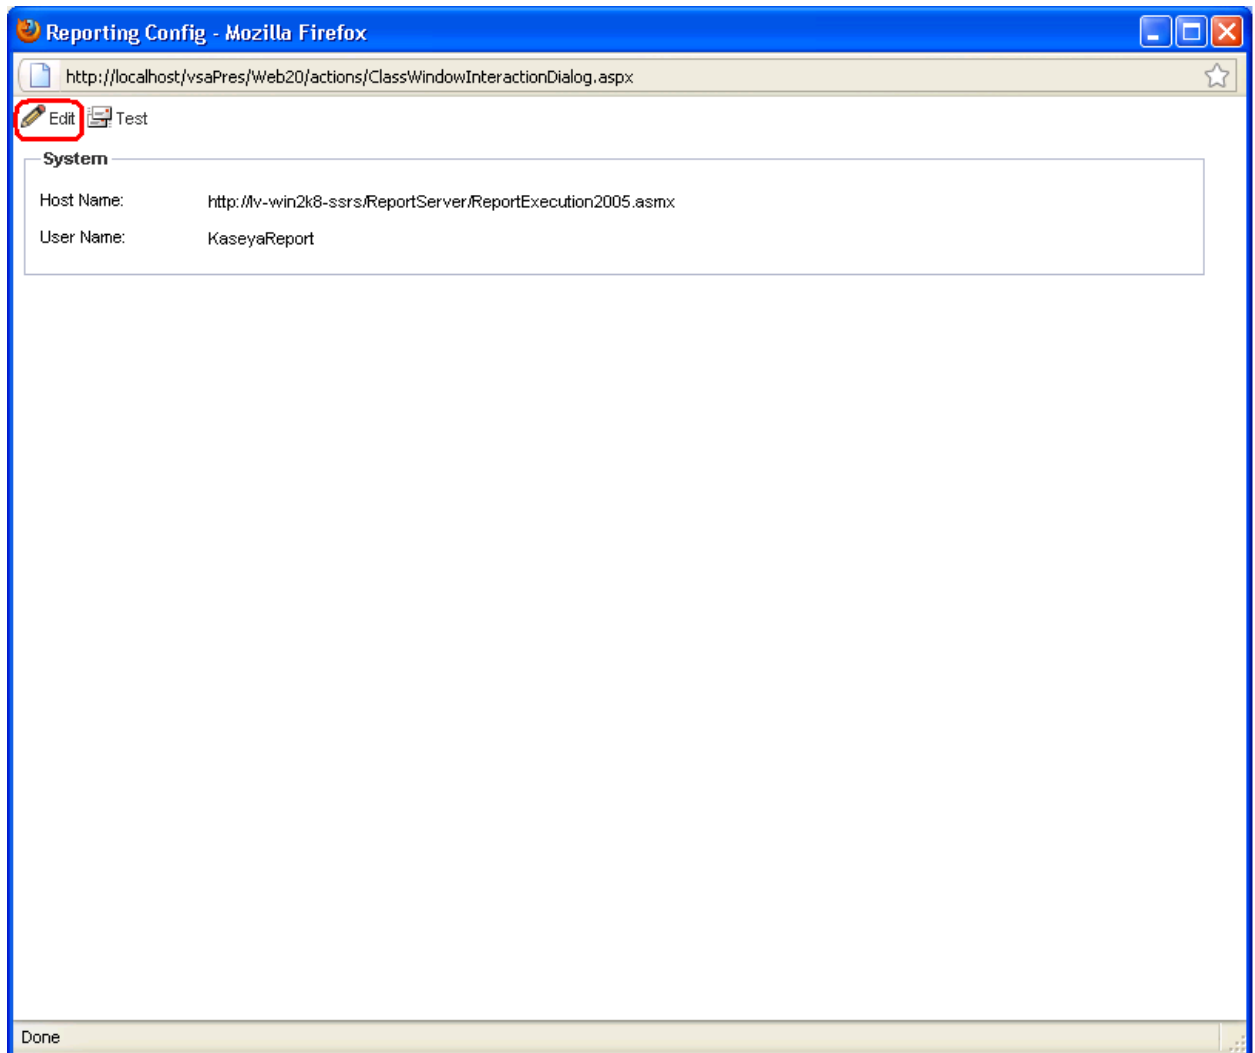 Reporting Config - Mozilla Firefox
http://localhost/vsaPres/Web20/actions/ClassWindowInteractionDialog.aspx
Edit Test
System
Host Name: http://lv-win2k8-ssrs/ReportServer/ReportExecution2005.asmx
User Name: KaseyaReport
Done